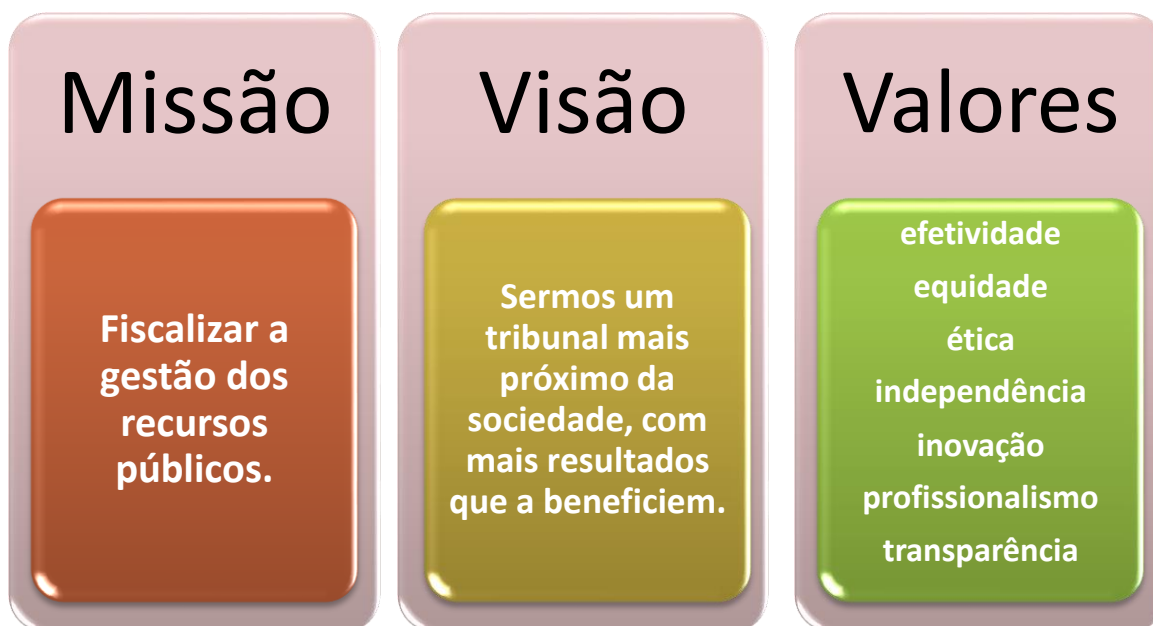 Missão
Fiscalizar a
gestão dos
recursos
públicos.
Visão
Sermos um
tribunal mais
próximo da
sociedade, com
mais resultados
que a beneficiem.
Valores
efetividade
equidade
ética
independência
inovação
profissionalismo
transparência